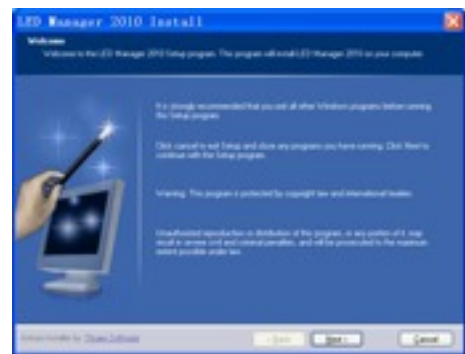 LED Manager 2010 Install
Welcome
Welcome to the LED Manager 2010 Setup program. This program will install LED Manager 2010 on your computer.
It is strongly recommended that you exit all other Windows programs before running
the Setup program.
Click cancel to exit Setup and close any programs you have running. Click Next to
continue with the Setup program.
Warning: This program is protected by copyright law and international treaties.
Unauthorized reproduction or distribution of this program, or any portion of it, may
result in severe civil and criminal penalties, and will be prosecuted to the maximum
extent possible under law.
Installer by Software
< Back Next > Cancel